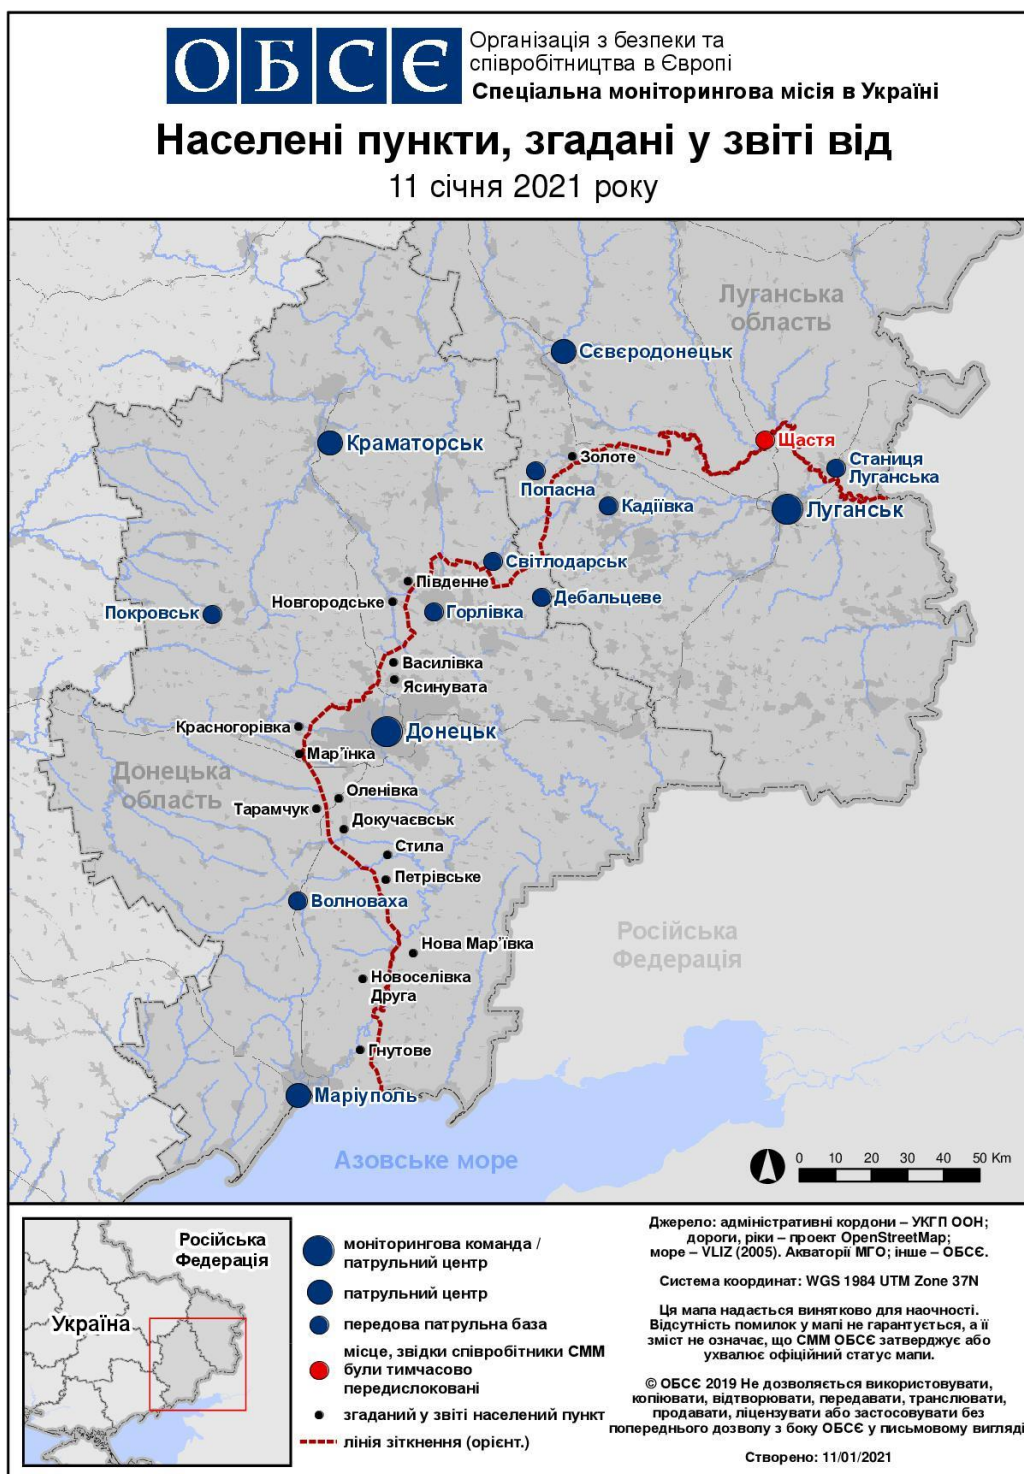 ОБСЄ
Організація з безпеки та
співробітництва в Європі
Спеціальна моніторингова місія в Україні
Населені пункти, згадані у звіті від
11 січня 2021 року
Луганська
область
Сєвєродонецьк
Краматорськ
Щастя
Золоте
Станиця
Луганська
Попасна
Кадіївка
Луганськ
Світлодарськ
Південне
Новгородське
Дебальцеве
Покровськ
Горлівка
Василівка
Ясинувата
Красногорівка
Донецьк
Мар'їнка
Донецька
область
Оленівка
Тарамчук
Докучаєвськ
Стила
Петрівське
Волноваха
Російська
Федерація
Нова Мар'ївка
Новоселівка
Друга
Гнутове
Маріуполь
Азовське море
0 10 20 30 40 50 Km
Російська
Федерація
Україна
моніторингова команда /
патрульний центр
патрульний центр
передова патрульна база
місце, звідки співробітники СММ
були тимчасово
передислоковані
згаданий у звіті населений пункт
лінія зіткнення (орієнт.)
Джерело: адміністративні кордони – УКГП ООН;
дороги, ріки – проект OpenStreetMap;
море – VLIZ (2005). Акваторії МГО; інше – ОБСЄ.
Система координат: WGS 1984 UTM Zone 37N
Ця мапа надається винятково для наочності.
Відсутність помилок у мапі не гарантується, а її
зміст не означає, що СММ ОБСЄ затверджує або
ухвалює офіційний статус мапи.
© ОБСЄ 2019 Не дозволяється використовувати,
копіювати, відтворювати, передавати, транслювати,
продавати, ліцензувати або застосовувати без
попереднього дозволу з боку ОБСЄ у письмовому вигляді
Створено: 11/01/2021